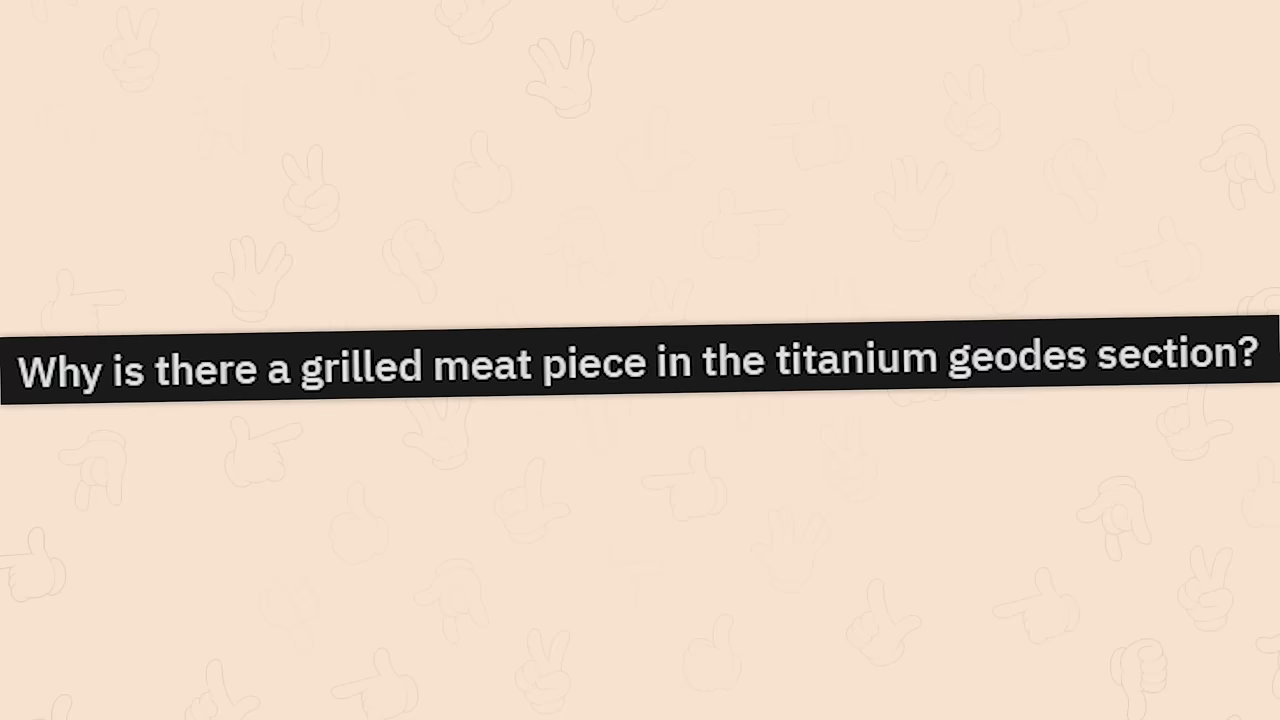 Why is there a grilled meat piece in the titanium geodes section?